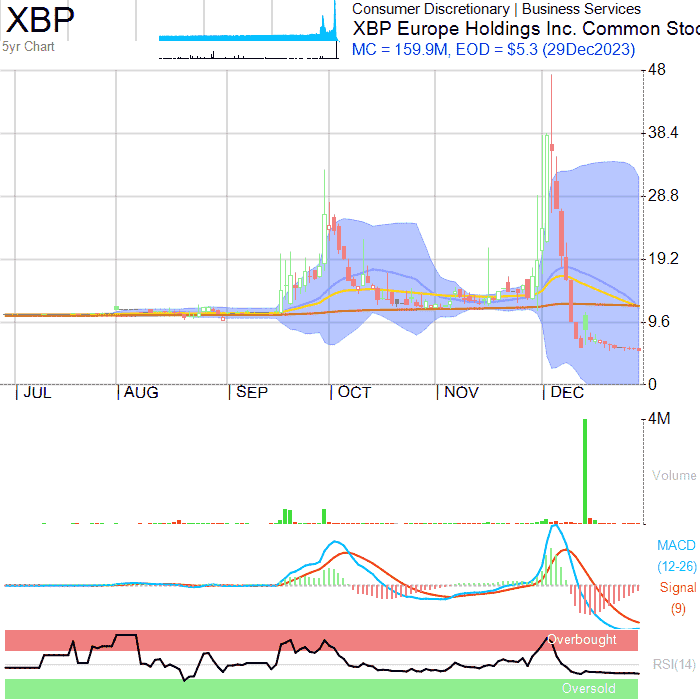 XBP
5yr Chart
Consumer Discretionary | Business Services
XBP Europe Holdings Inc. Common Stoc
MC = 159.9M, EOD = $5.3 (29Dec2023)
48
38.4
28.8
19.2
9.6
0
JUL AUG SEP OCT NOV DEC
4M
Volume
MACD
(12-26)
Signal
(9)
Overbought
RSI(14)
Oversold